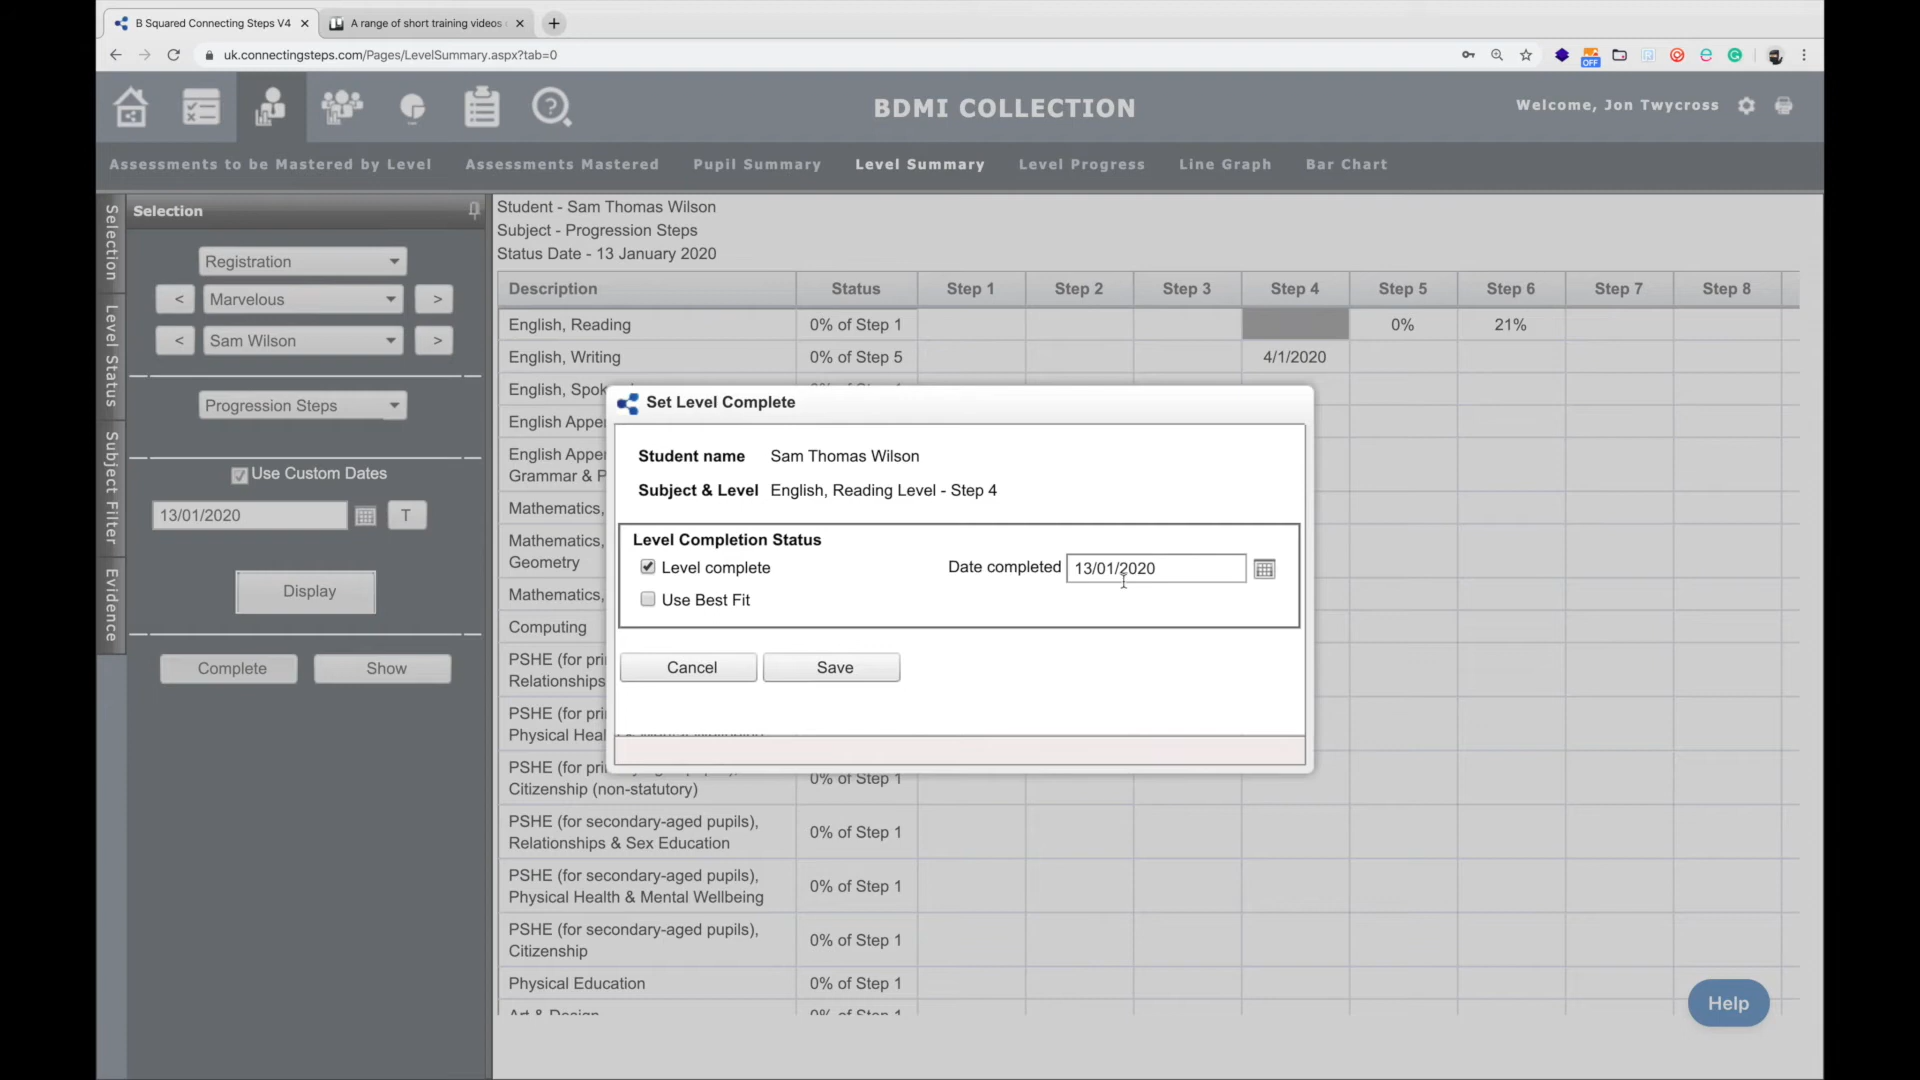 B Squared Connecting Steps V4
A range of short training videos
uk.connectingsteps.com/Pages/LevelSummary.aspx?tab=0
OFF
BDMI COLLECTION
Welcome, Jon Twycross
Assessments to be Mastered by Level Assessments Mastered Pupil Summary Level Summary Level Progress Line Graph Bar Chart
Selection
Level Status
Subject Filter
Evidence
Selection
Registration
< Marvelous >
< Sam Wilson >
Progression Steps
Use Custom Dates
13/01/2020 T
Display
Complete Show
Student - Sam Thomas Wilson
Subject - Progression Steps
Status Date - 13 January 2020
Description Status Step 1 Step 2 Step 3 Step 4 Step 5 Step 6 Step 7 Step 8
English, Reading 0% of Step 1 0% 21%
English, Writing 0% of Step 5 4/1/2020
English, Spok
English Appe
English Appe
Grammar & P
Mathematics,
Mathematics,
Geometry
Mathematics,
Computing
PSHE (for pri
Relationships
PSHE (for pri
Physical Heal
PSHE (for pri
Citizenship (non-statutory) 0% of Step 1
PSHE (for secondary-aged pupils),
Relationships & Sex Education 0% of Step 1
PSHE (for secondary-aged pupils),
Physical Health & Mental Wellbeing 0% of Step 1
PSHE (for secondary-aged pupils),
Citizenship 0% of Step 1
Physical Education 0% of Step 1
Art & Design 0% of Step 1
Set Level Complete
Student name Sam Thomas Wilson
Subject & Level English, Reading Level - Step 4
Level Completion Status
Level complete Date completed 13/01/2020
Use Best Fit
Cancel Save
Help